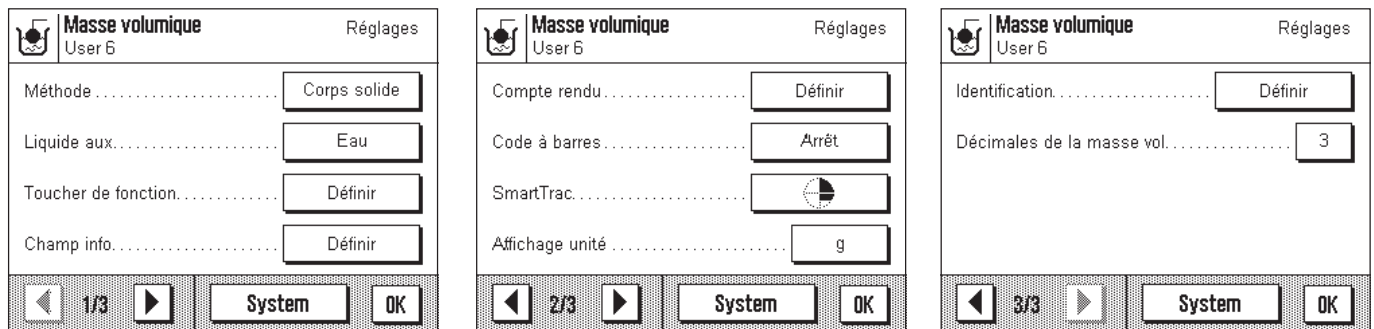 Masse volumique
User 6
Réglages
Méthode...................... Corps solide
Liquide aux..................... Eau
Toucher de fonction............. Définir
Champ info..................... Définir
1/3
System
OK
Masse volumique
User 6
Réglages
Compte rendu.................. Définir
Code à barres.................. Arrêt
SmartTrac......................
Affichage unité...................... g
2/3
System
OK
Masse volumique
User 6
Réglages
Identification................... Définir
Décimales de la masse vol................ 3
3/3
System
OK